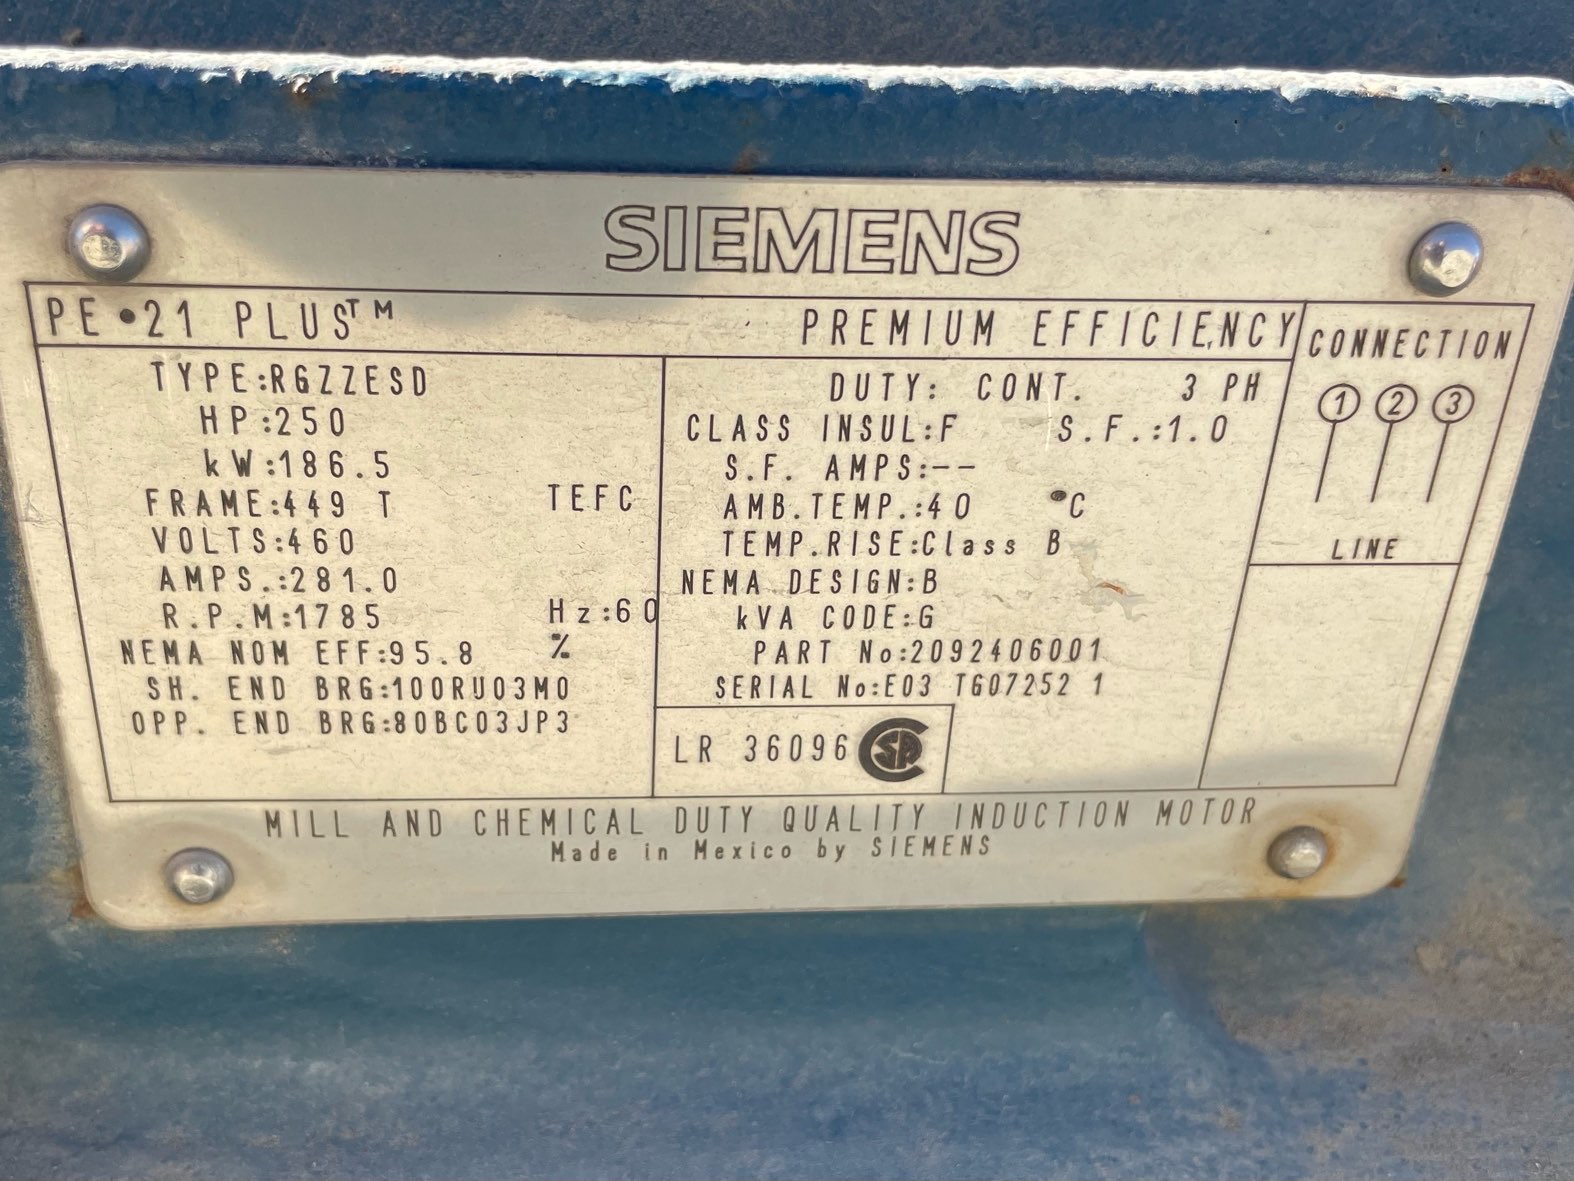 SIEMENS
PE•21 PLUS™ PREMIUM EFFICIENCY
TYPE:RGZZESD
HP:250
kW:186.5
FRAME:449 T TEFC
VOLTS:460
AMPS.:281.0
R.P.M:1785 Hz:60
NEMA NOM EFF:95.8 %
SH. END BRG:100RU03M0
OPP. END BRG:80BC03JP3
DUTY: CONT. 3 PH
CLASS INSUL:F S.F.:1.0
S.F. AMPS:--
AMB.TEMP.:40 °C
TEMP.RISE:Class B
NEMA DESIGN:B
kVA CODE:G
PART No:2092406001
SERIAL No:E03 T607252 1
LR 36096 CSA
CONNECTION
1 2 3
LINE
MILL AND CHEMICAL DUTY QUALITY INDUCTION MOTOR
Made in Mexico by SIEMENS